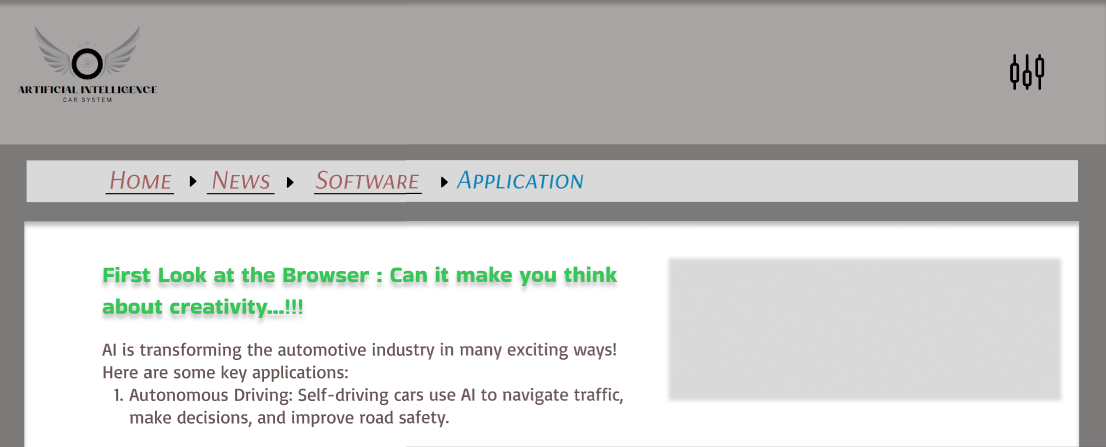 ARTIFICIAL INTELLIGENCE
CAR SYSTEM
HOME NEWS SOFTWARE APPLICATION
First Look at the Browser : Can it make you think
about creativity...!!!
AI is transforming the automotive industry in many exciting ways!
Here are some key applications:
1. Autonomous Driving: Self-driving cars use AI to navigate traffic,
make decisions, and improve road safety.